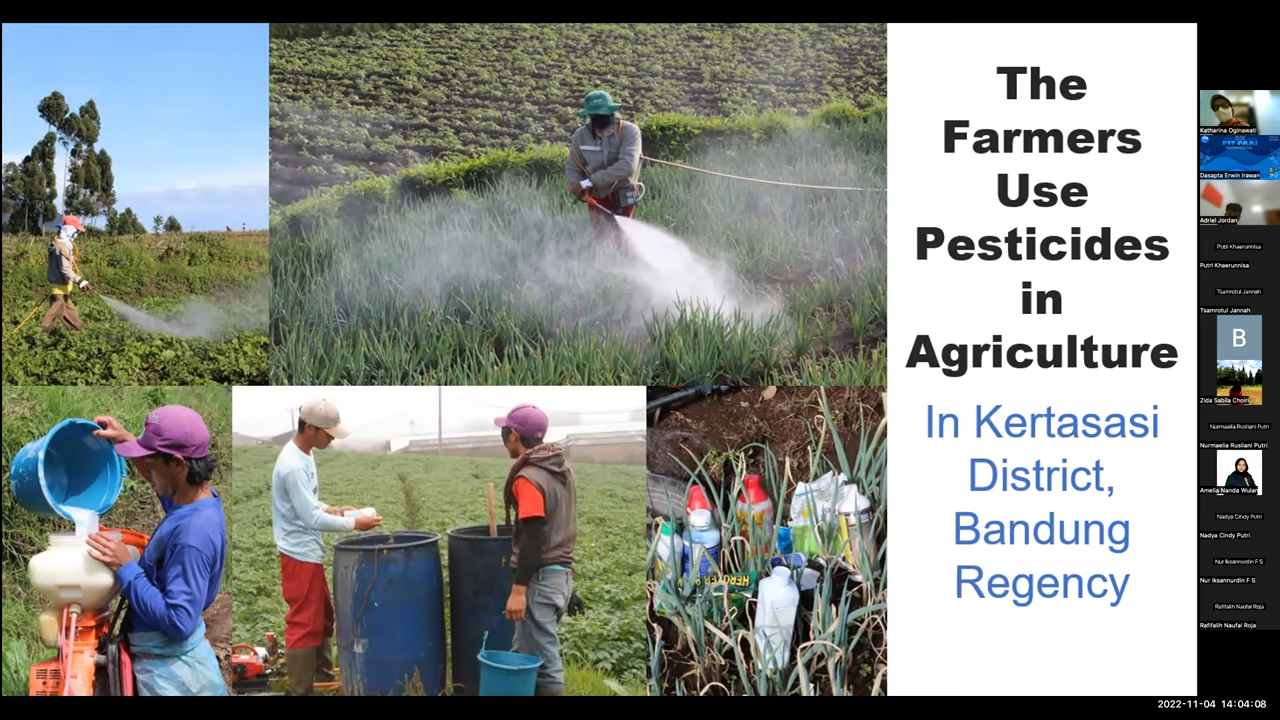 The
Farmers
Use
Pesticides
in
Agriculture
In Kertasasi
District,
Bandung
Regency
Katharina Oginawati
PIT PAAI
Dasapta Erwin Irawan
Adriel Jordan
Putri Khaerunnisa
Putri Khaerunnisa
Tsamrotul Jannah
Tsamrotul Jannah
B
Zida Sabila Choiri
Nurmaelia Rusliani Putri
Nurmaelia Rusliani Putri
Amelia Nanda Wulan
Nadya Cindy Putri
Nadya Cindy Putri
Nur Iksannurdin F S
Nur Iksannurdin F S
Rafifalih Naufal Roja
Rafifalih Naufal Roja
2022-11-04 14:04:08